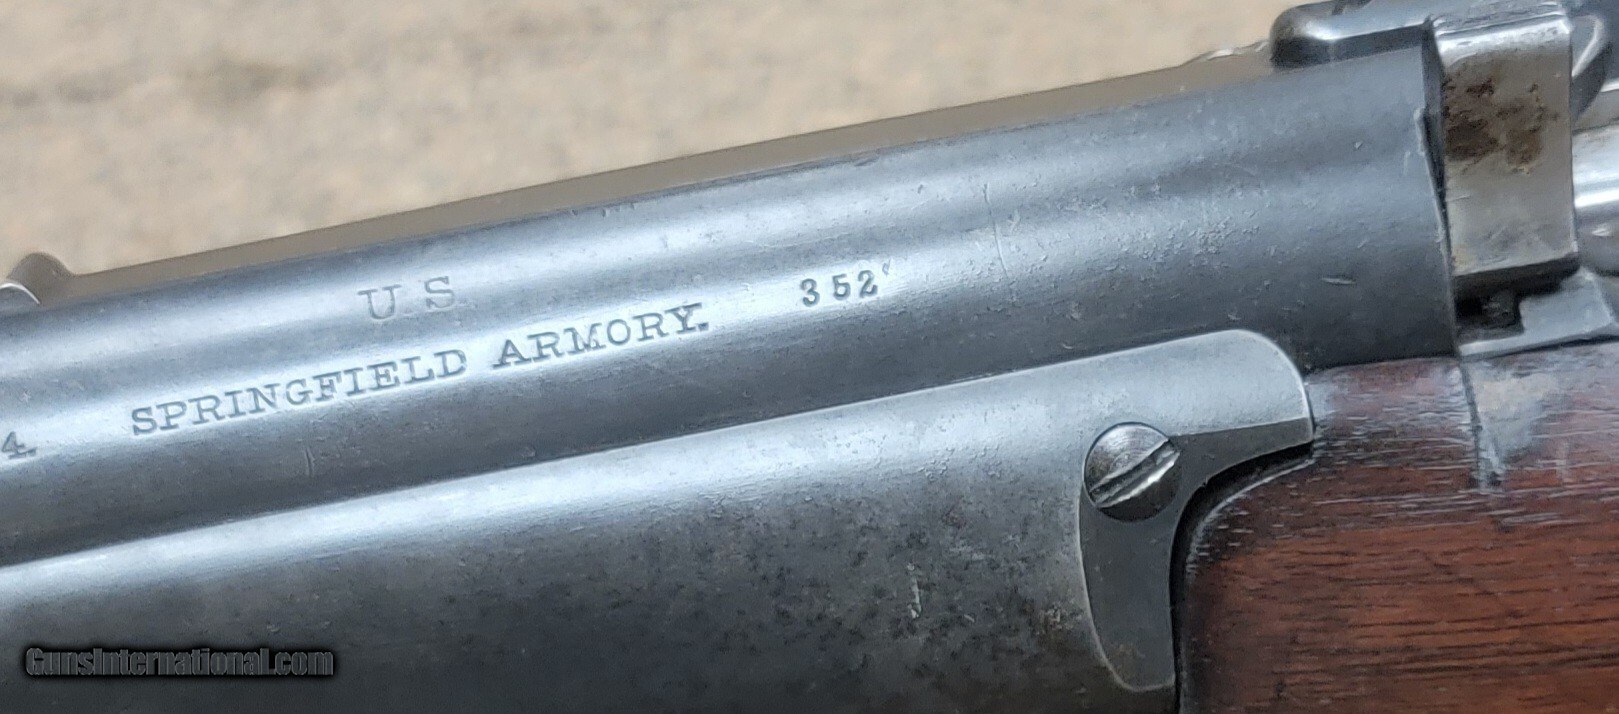 U.S.
4. SPRINGFIELD ARMORY. 352
GunsInternational.com